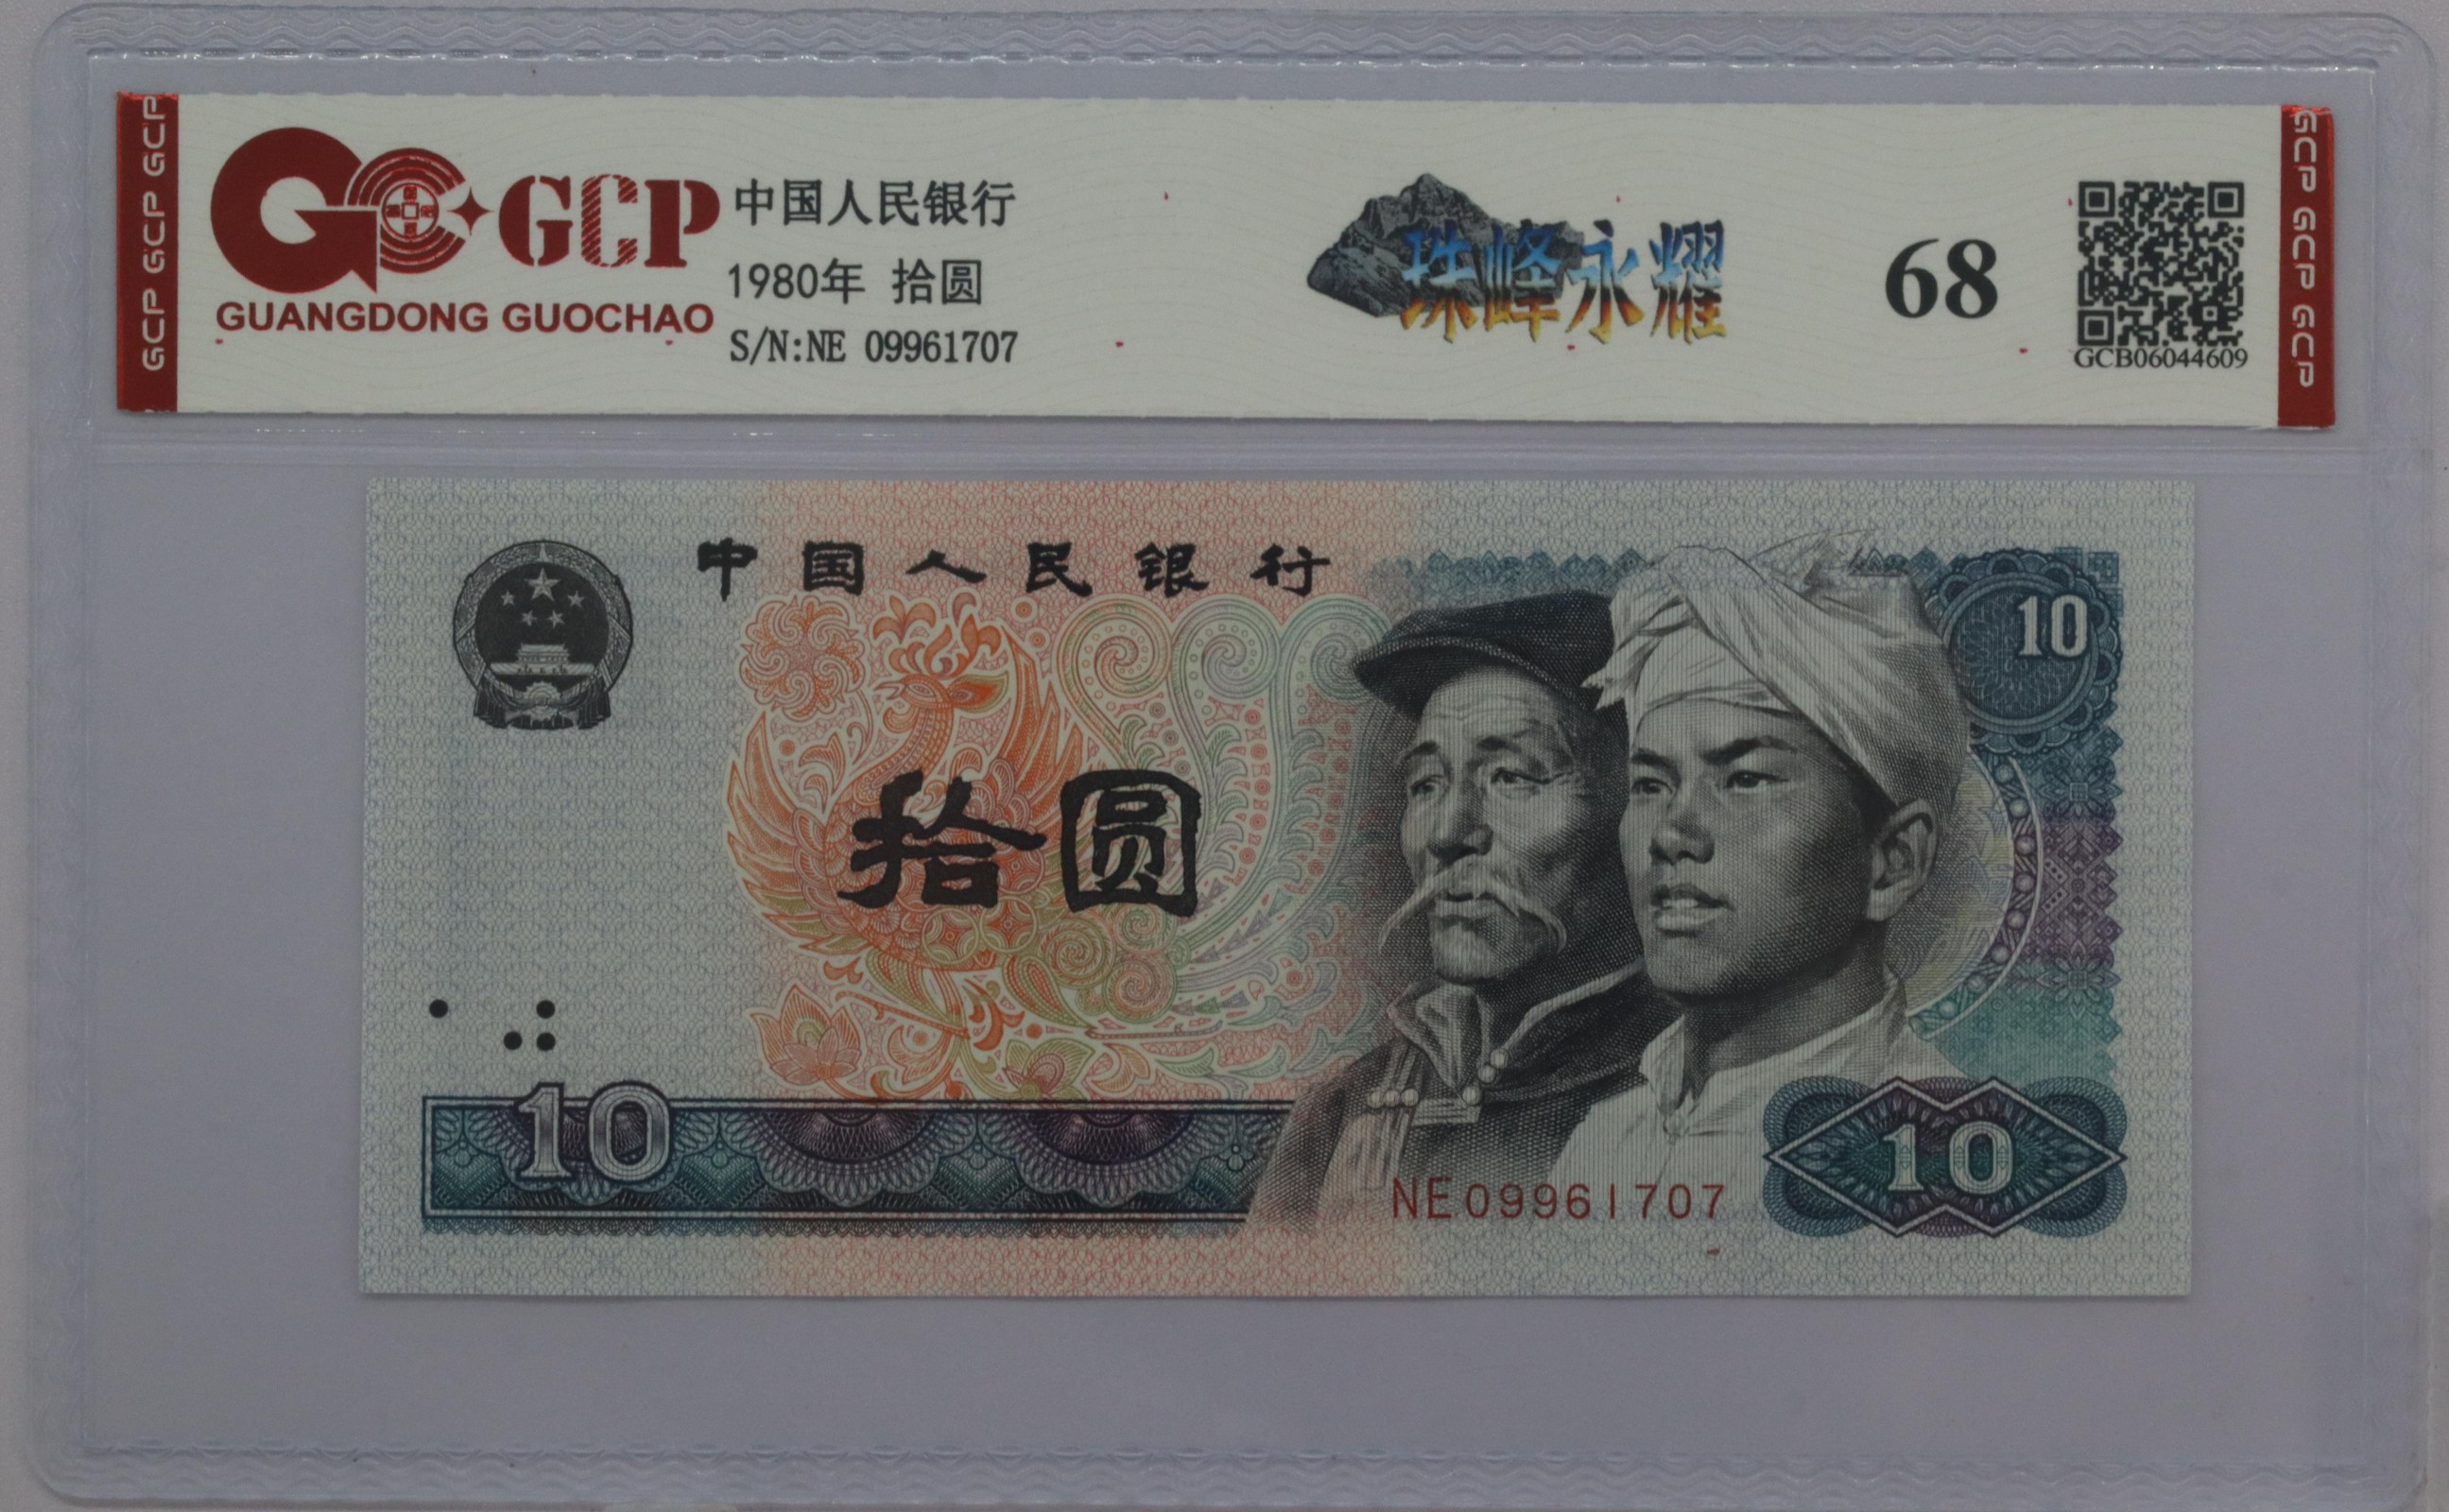 GCP GCP GCP
GCP
GUANGDONG GUOCHAO
中国人民银行
1980年 拾圆
S/N:NE 09961707
珠峰永耀
68
GCB06044609
GCP GCP GCP
中国人民银行
10
拾圆
10
NE09961707
10